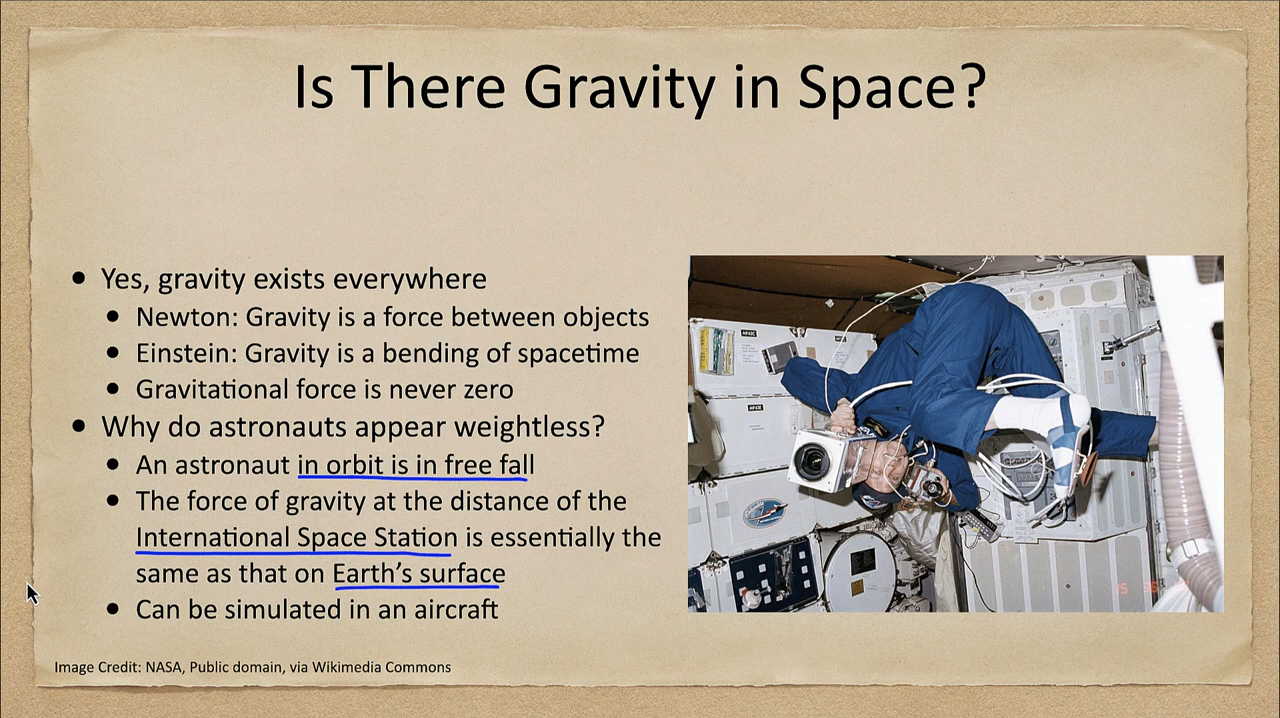 Is There Gravity in Space?
• Yes, gravity exists everywhere
• Newton: Gravity is a force between objects
• Einstein: Gravity is a bending of spacetime
• Gravitational force is never zero
• Why do astronauts appear weightless?
• An astronaut in orbit is in free fall
• The force of gravity at the distance of the
International Space Station is essentially the
same as that on Earth's surface
• Can be simulated in an aircraft
Image Credit: NASA, Public domain, via Wikimedia Commons